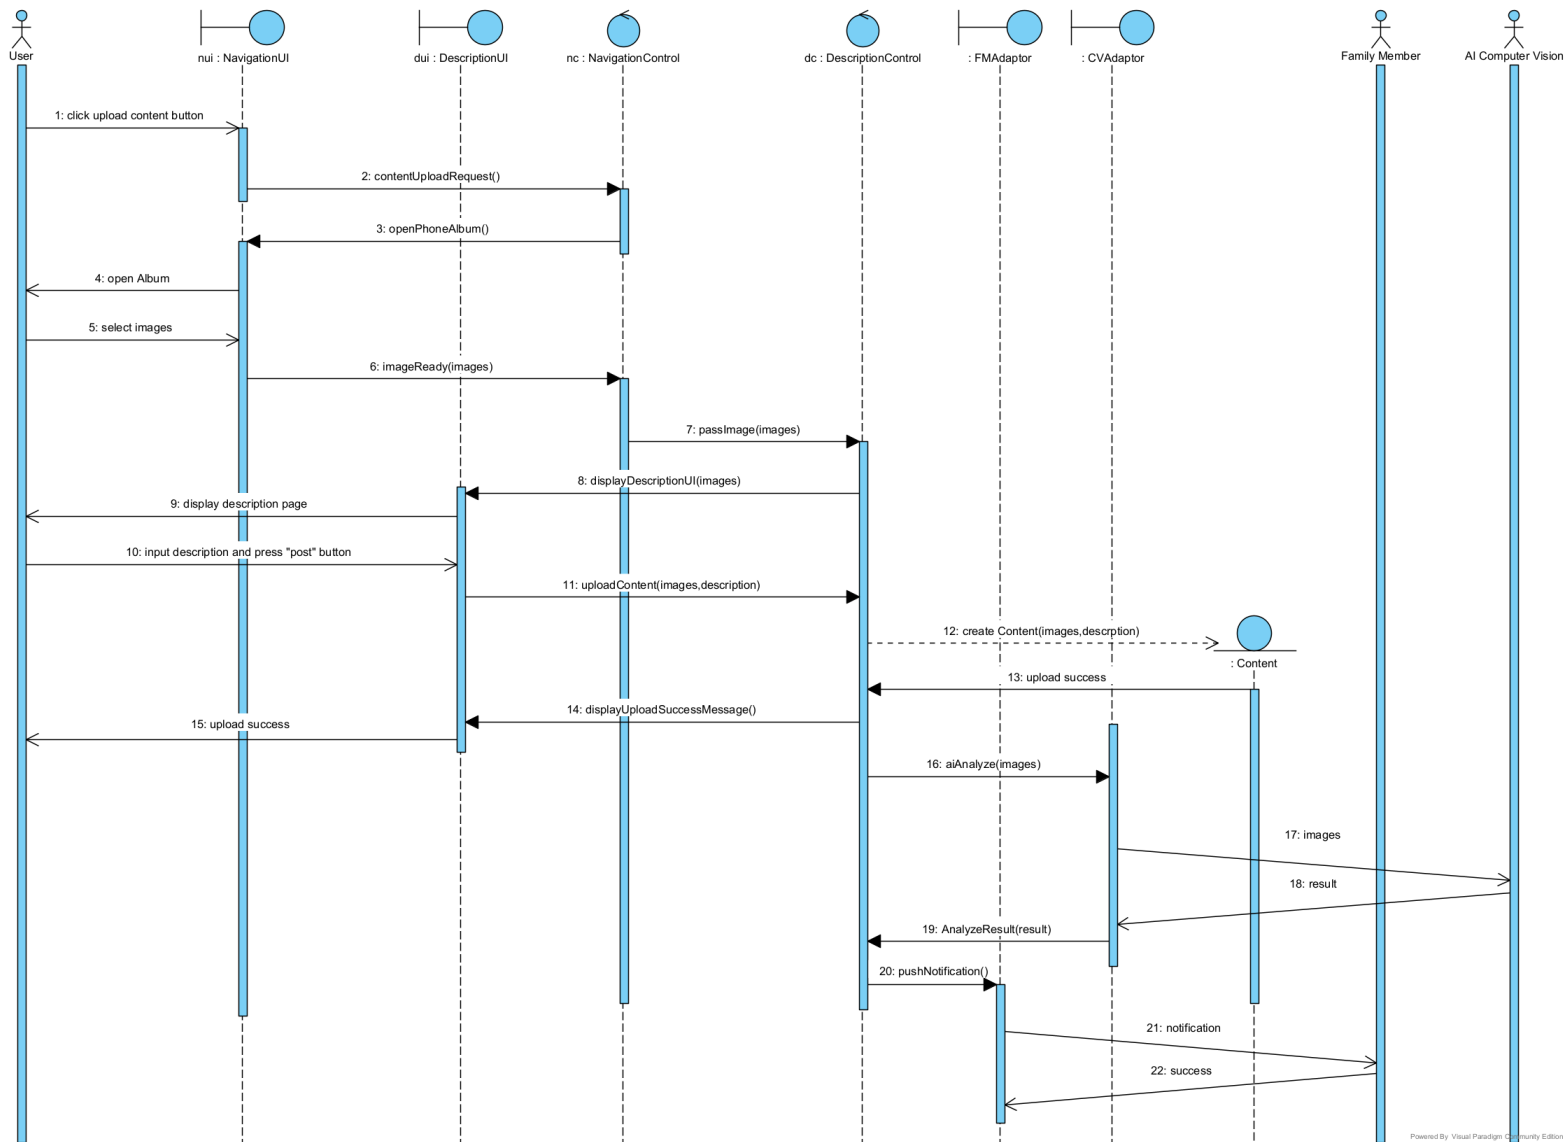 User
nui : NavigationUI
dui : DescriptionUI
nc : NavigationControl
dc : DescriptionControl
: FMAdaptor
: CVAdaptor
Family Member
AI Computer Vision
1: click upload content button
2: contentUploadRequest()
3: openPhoneAlbum()
4: open Album
5: select images
6: imageReady(images)
7: passImage(images)
8: displayDescriptionUI(images)
9: display description page
10: input description and press "post" button
11: uploadContent(images,description)
12: create Content(images,descrption)
: Content
13: upload success
14: displayUploadSuccessMessage()
15: upload success
16: aiAnalyze(images)
17: images
18: result
19: AnalyzeResult(result)
20: pushNotification()
21: notification
22: success
Powered By Visual Paradigm Community Edition